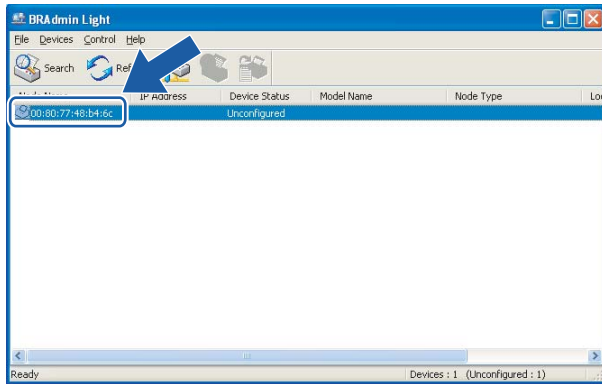 BRAdmin Light
File Devices Control Help
Search
IP Address Device Status Model Name Node Type
00:80:77:48:b4:6c Unconfigured
Ready Devices : 1 (Unconfigured : 1)